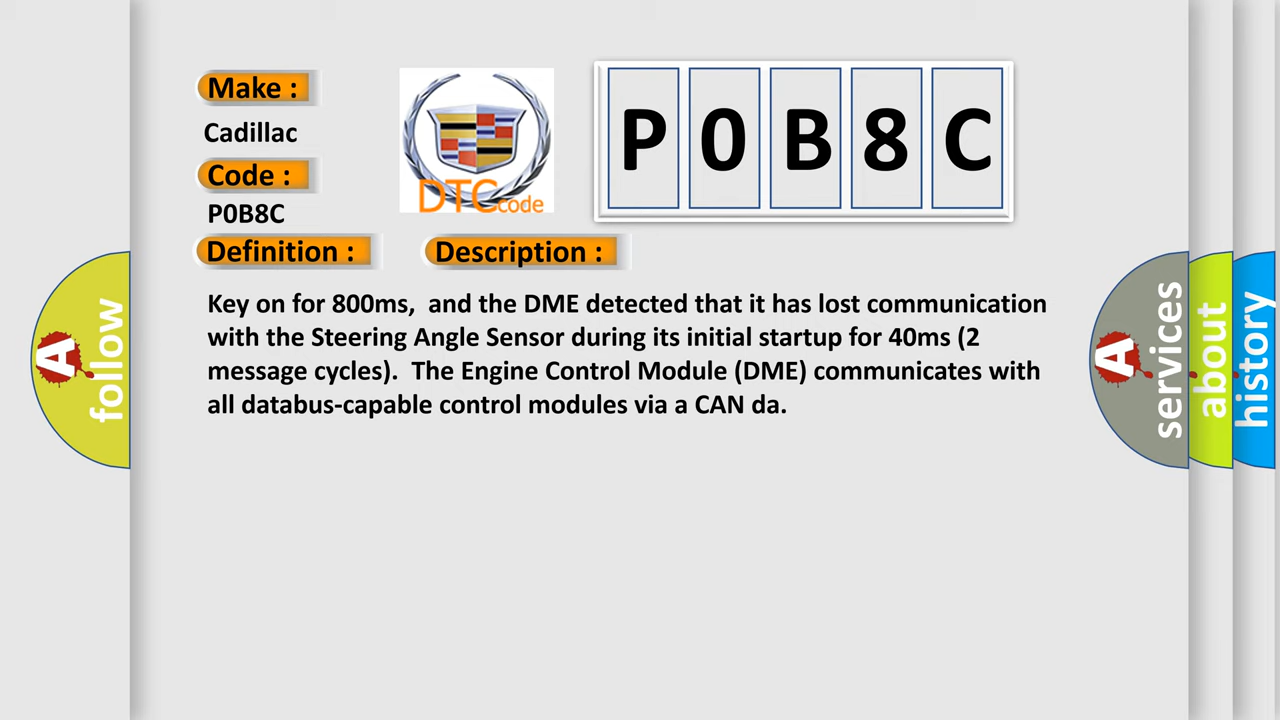 Make :
Cadillac
Code :
P0B8C
Definition :
Description :
DTCcode
P0B8C
Key on for 800ms,  and the DME detected that it has lost communication
with the Steering Angle Sensor during its initial startup for 40ms (2
message cycles).  The Engine Control Module (DME) communicates with
all databus-capable control modules via a CAN da.
A
follow
A
services
about
history